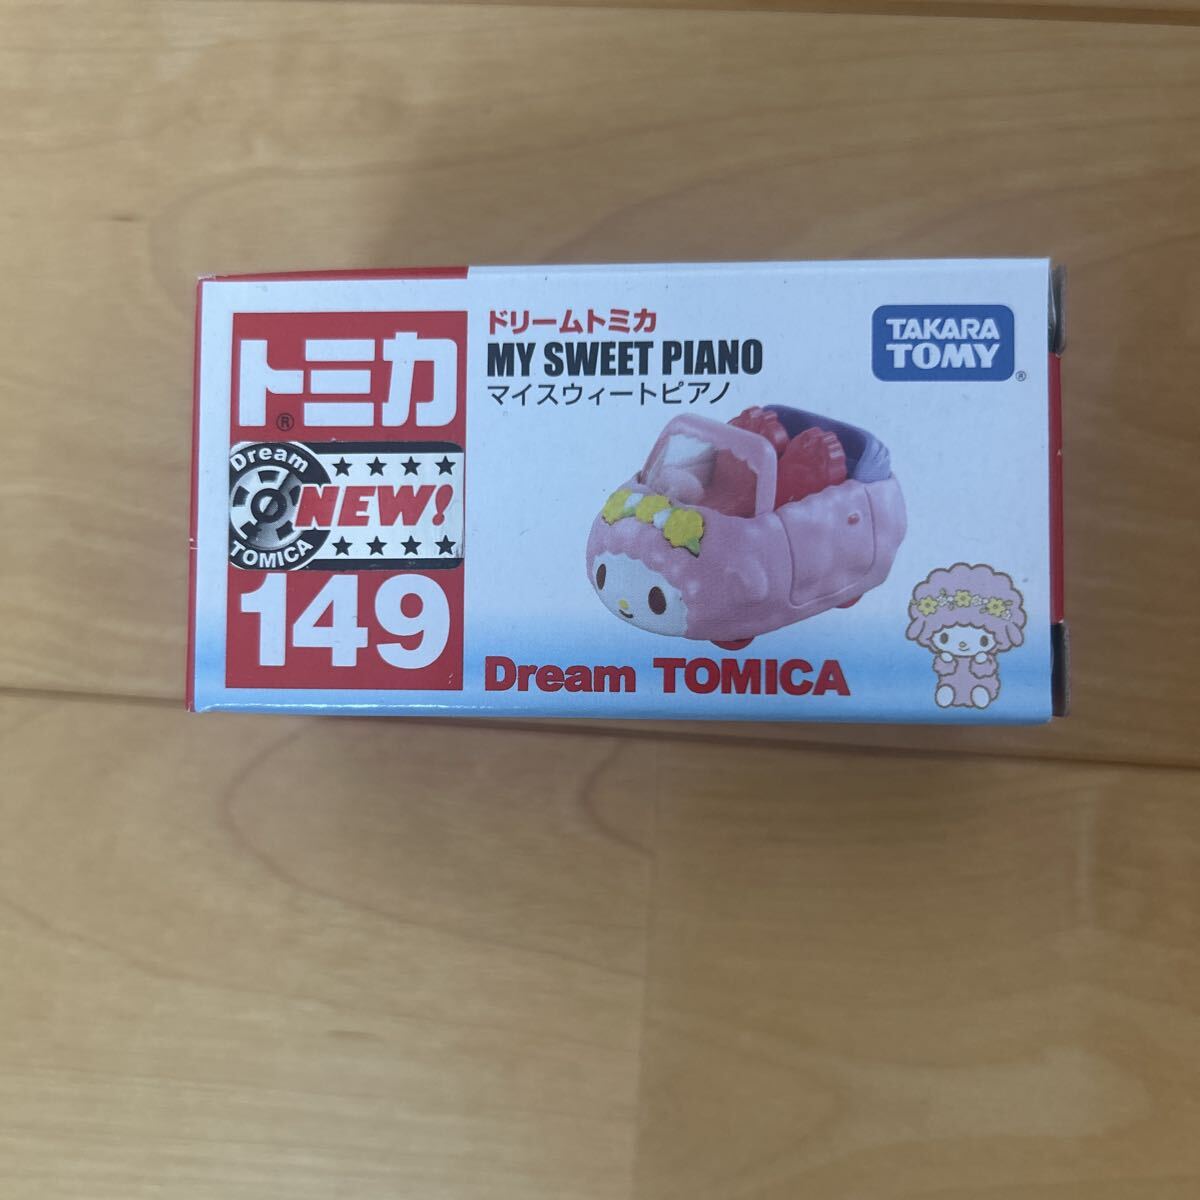 トミカ
®
Dream
NEW!
TOMICA
149
ドリームトミカ
MY SWEET PIANO
マイスウィートピアノ
Dream TOMICA
TAKARA
TOMY
®